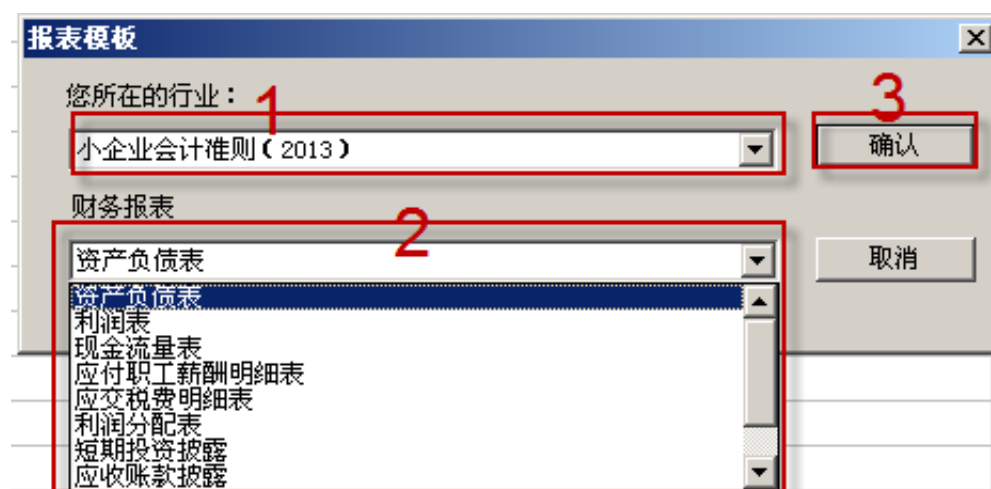 报表模板
您所在的行业：
1
3
小企业会计准则（2013）
确认
财务报表
2
资产负债表
取消
资产负债表
利润表
现金流量表
应付职工薪酬明细表
应交税费明细表
利润分配表
短期投资披露
应收账款披露